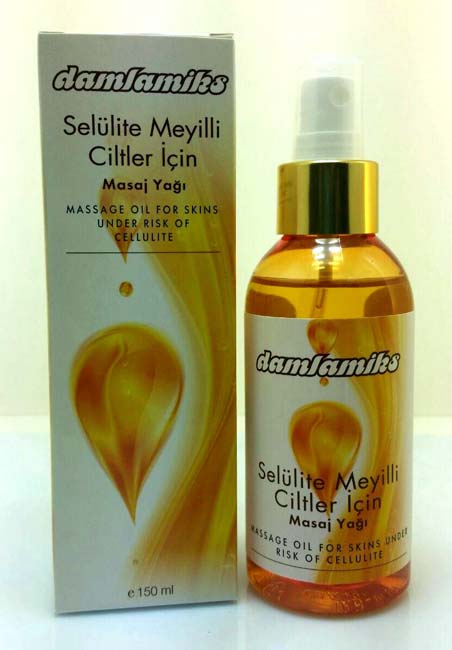 damlamiks
Selülite Meyilli
Ciltler İçin
Masaj Yağı
MASSAGE OIL FOR SKINS
UNDER RISK OF
CELLULITE
e 150 ml
damlamiks
Selülite Meyilli
Ciltler İçin
Masaj Yağı
MASSAGE OIL FOR SKINS UNDER
RISK OF CELLULITE